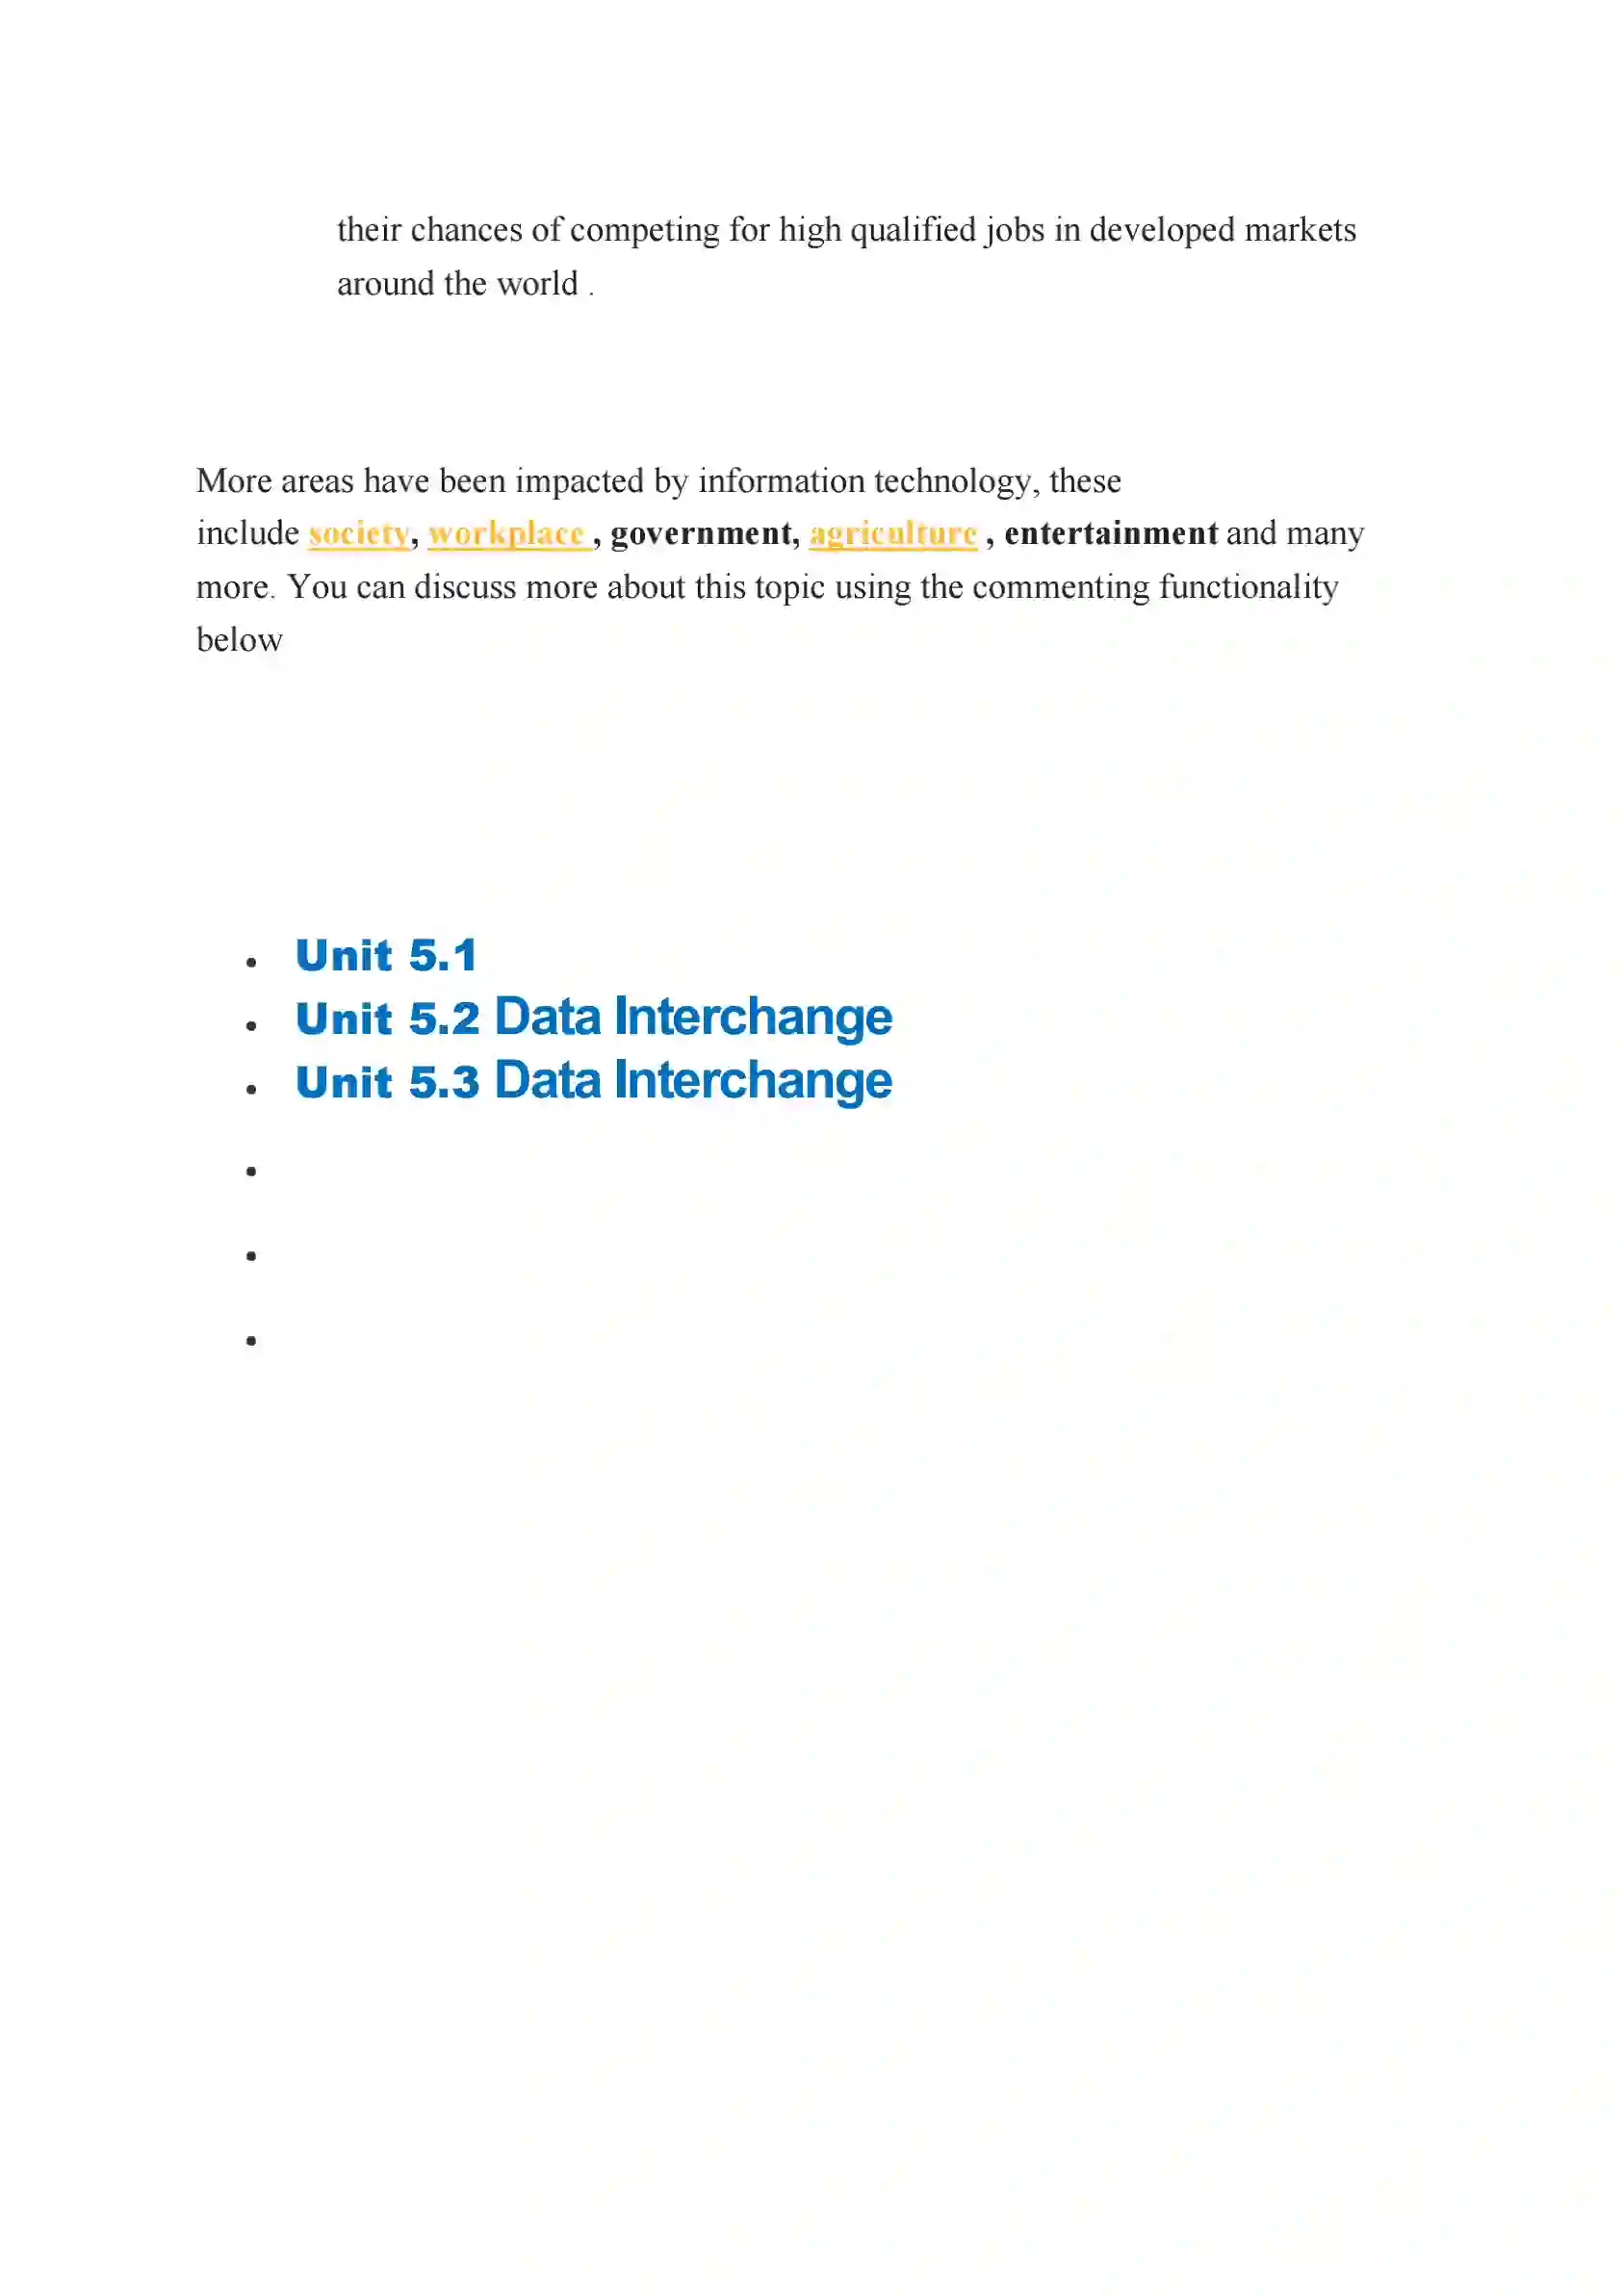 their chances of competing for high qualified jobs in developed markets
around the world .
More areas have been impacted by information technology, these
include society, workplace , government, agriculture , entertainment and many
more. You can discuss more about this topic using the commenting functionality
below
• Unit 5.1
• Unit 5.2 Data Interchange
• Unit 5.3 Data Interchange
•
•
•